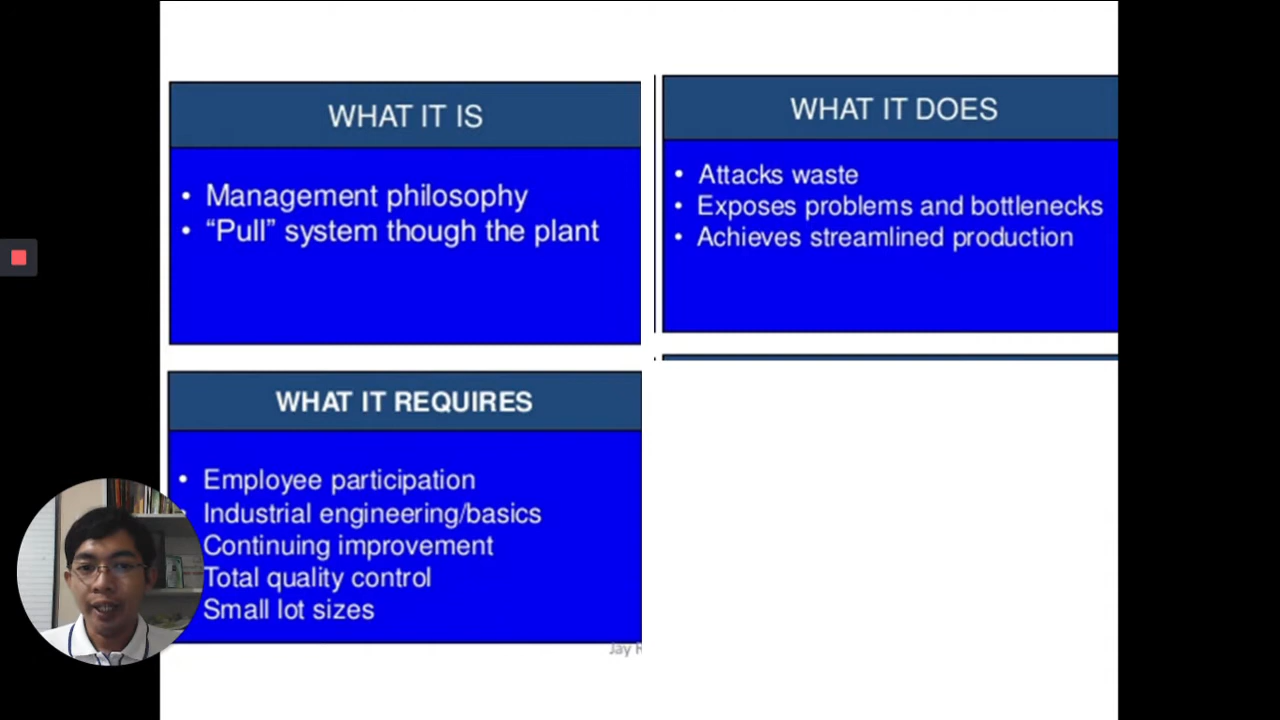 WHAT IT IS
• Management philosophy
• “Pull” system though the plant
WHAT IT DOES
• Attacks waste
• Exposes problems and bottlenecks
• Achieves streamlined production
WHAT IT REQUIRES
• Employee participation
• Industrial engineering/basics
Continuing improvement
Total quality control
Small lot sizes
Jay